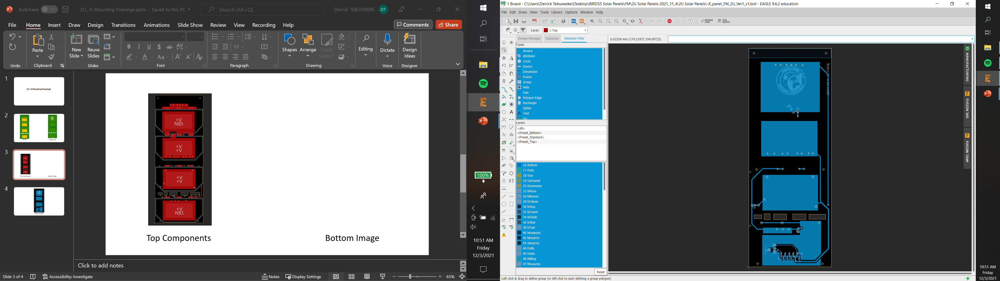 AutoSave Off 2U_-X_Mounting Drawings.pptx - Saved to this PC Search (Alt+Q) Derrick TEBUSWEKE DT
File Home Insert Draw Design Transitions Animations Slide Show Review View Recording Help Comments Share
Paste New Slide Reuse Slides Shapes Arrange Quick Styles Editing Dictate Design Ideas
Undo Clipboard Slides Font Paragraph Drawing Voice Designer
1
2U -X Mounting Drawings
2
3
Top Components
Bottom Image
4
+V
N$5
+V
+V
+V
+V
+V
N$1
Top Components
Bottom Image
Click to add notes
Slide 3 of 4 Accessibility: Investigate Notes Display Settings 65%
100%
10:51 AM
Friday
12/3/2021
1 Board - C:\Users\Derrick Tebusweke\Desktop\BIRDS5 Solar Panels\FM\2U Solar Panels-2021_11_4\2U Solar Panels\-X_panel_FM_2U_Ver1_v1.brd - EAGLE 9.6.2 education
File Edit Draw View Tools Library Options Window Help
SCR ULP DESIGN LINK PCB QUOTE
Layer: 1 Top
Design Manager Inspector Selection Filter
0.01524 mm (170.21972 104.09723)
Types
Airwire
Attribute
Circle
Device
Dimension
Frame
Group
Hole
Line
Polygon Edge
Rectangle
Spline
Text
Via
Layers
<All>
<Preset_Bottom>
<Preset_Standard>
<Preset_Top>
16 Bottom
17 Pads
18 Vias
19 Unrouted
20 Dimension
22 bPlace
26 bNames
28 bValues
30 bStop
32 bCream
34 bFinish
36 bGlue
38 bTest
40 bKeepout
42 bRestrict
43 vRestrict
44 Drills
45 Holes
46 Milling
47 Measures
Reset
Left-click & drag to define group (or left-click to start defining a group polygon)
MANUFACTURING
FUSION 360
FUSION TEAM
10:51 AM
Friday
12/3/2021